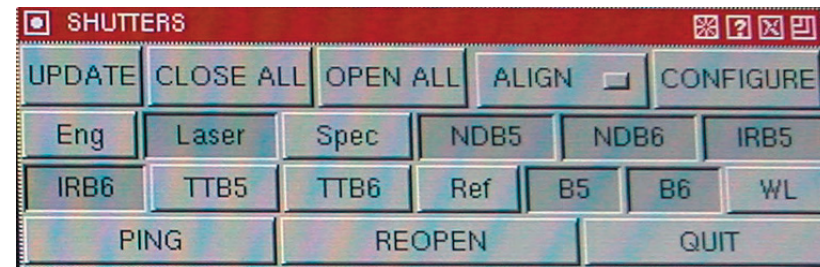 SHUTTERS ?
UPDATE CLOSE ALL OPEN ALL ALIGN CONFIGURE
Eng Laser Spec NDB5 NDB6 IRB5
IRB6 TTB5 TTB6 Ref B5 B6 WL
PING REOPEN QUIT